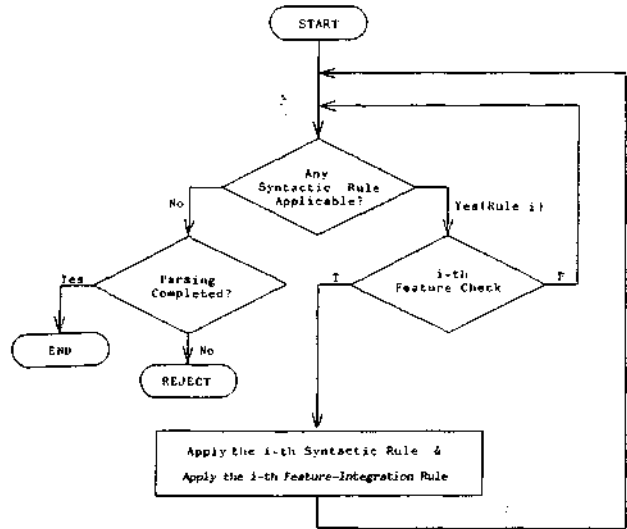 START
Any
Syntactic Rule
Applicable?
No
Yes(Rule i)
Parsing
Completed?
Yes
i-th
Feature Check
T
F
END
No
REJECT
Apply the i-th Syntactic Rule &
Apply the i-th Feature-Integration Rule